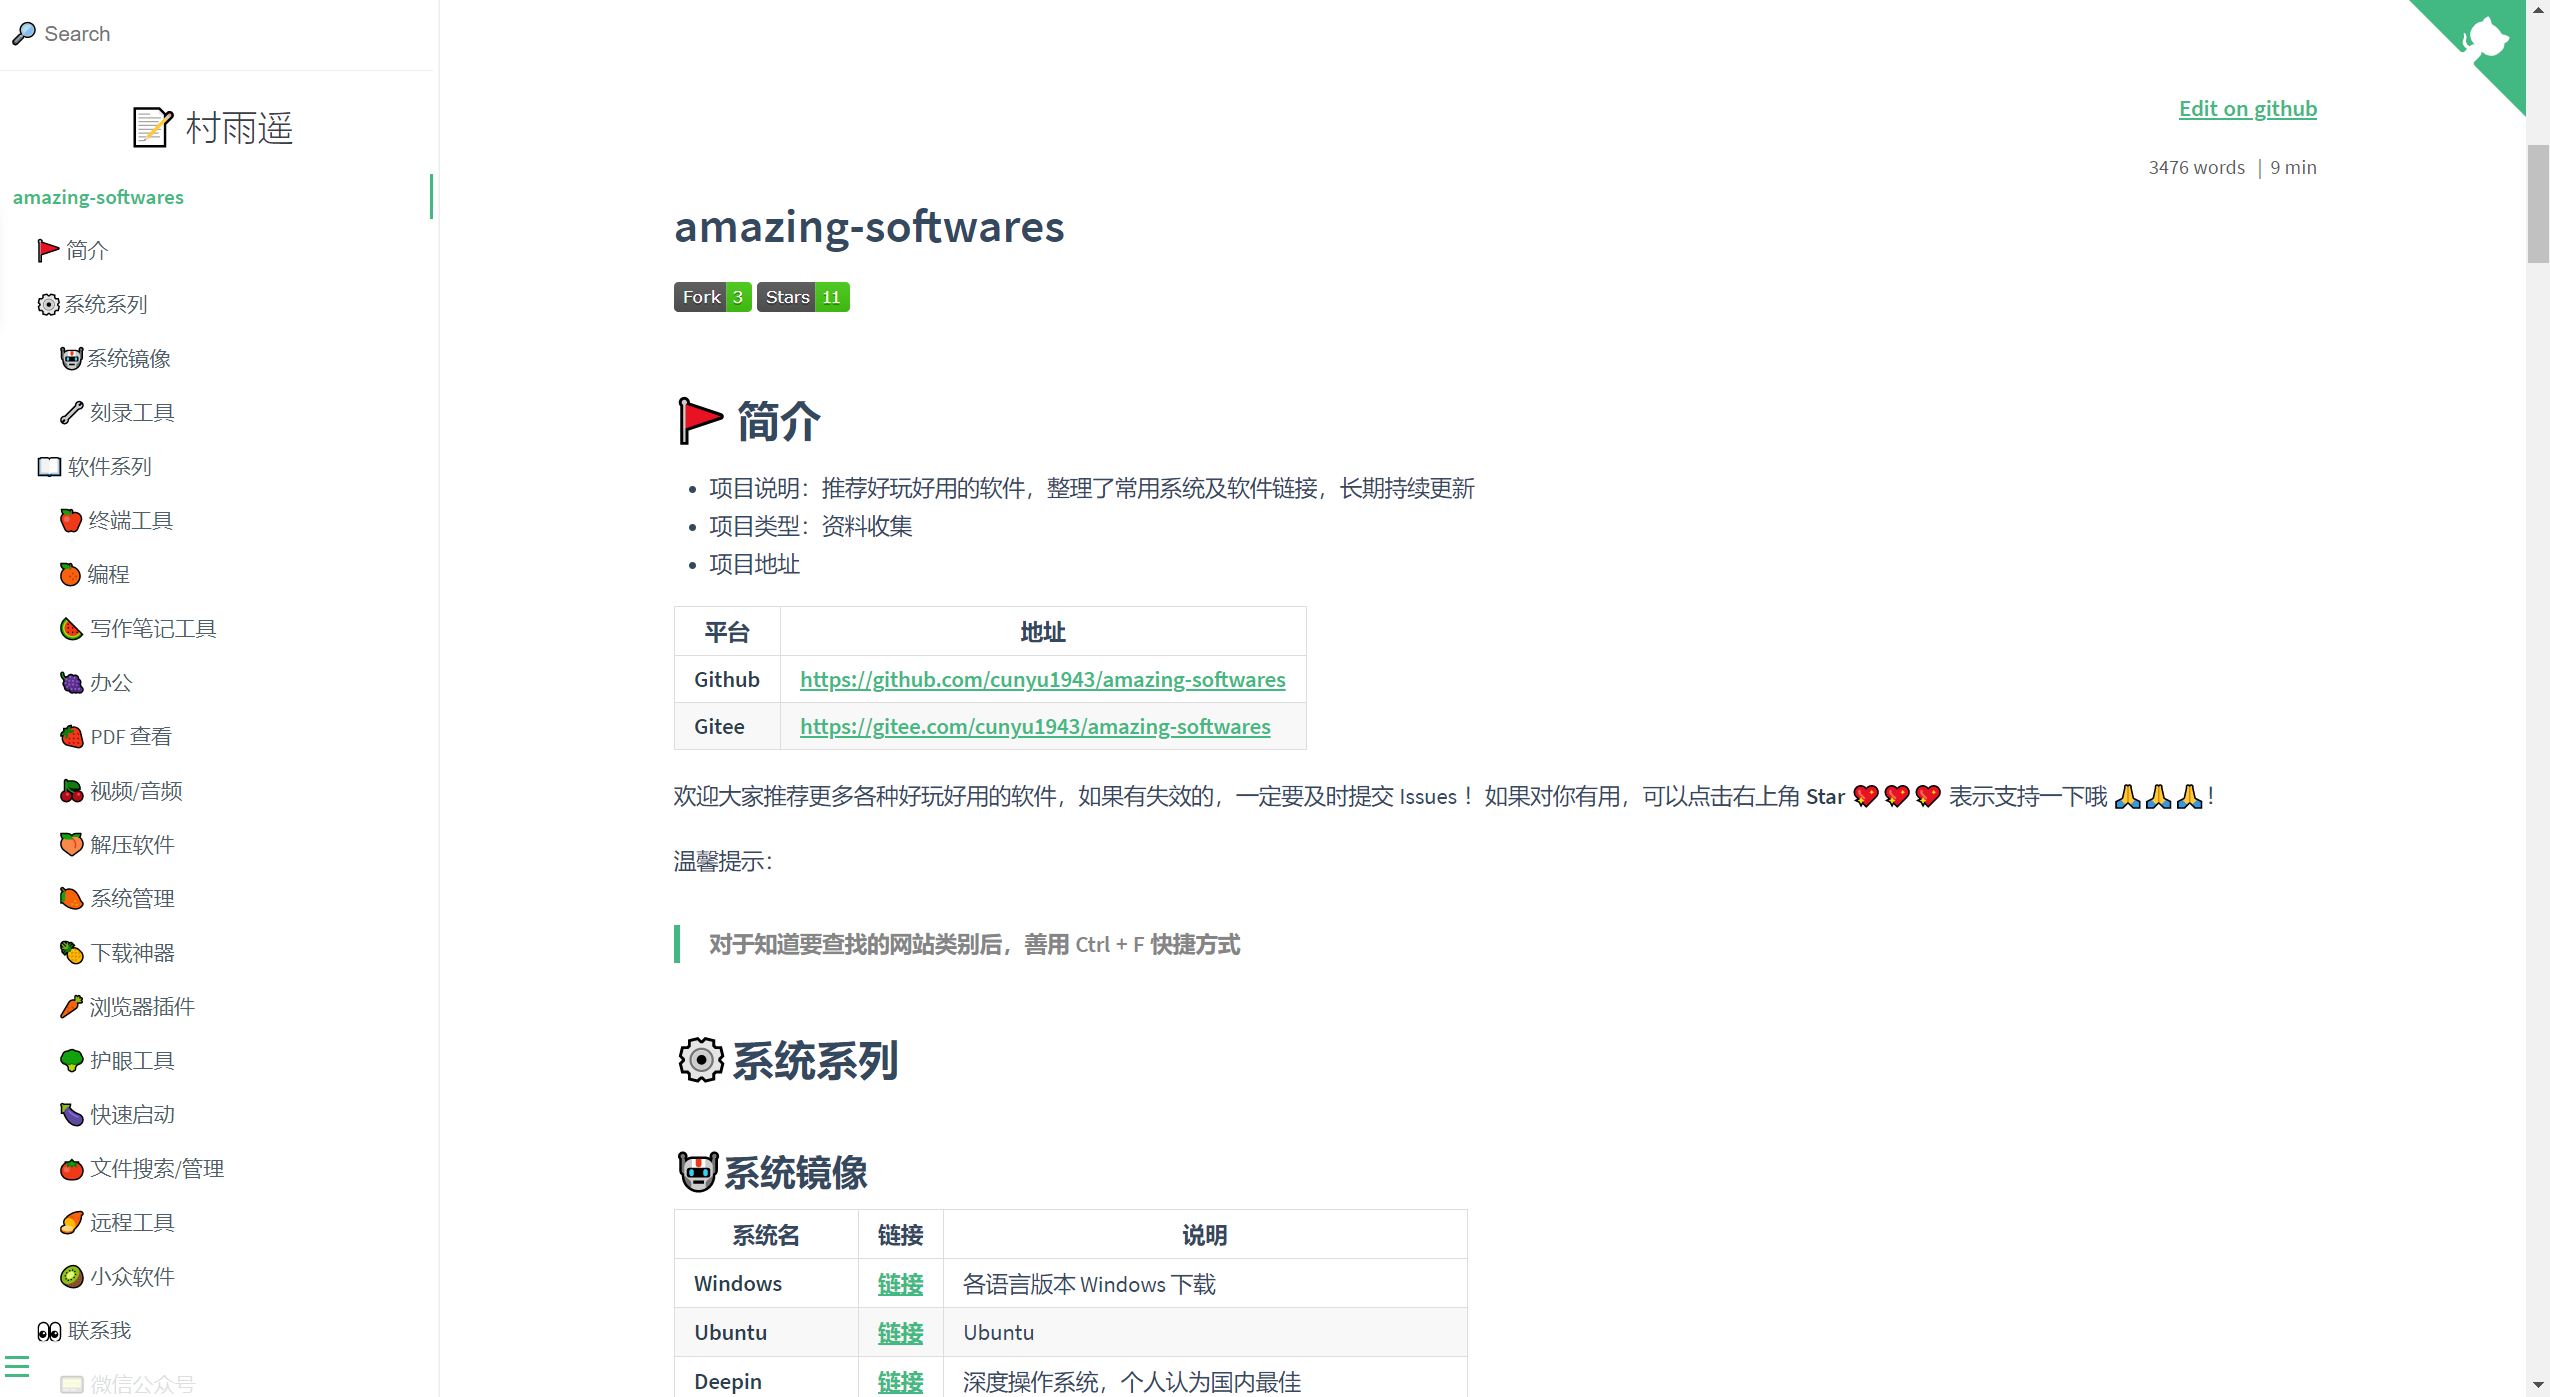 Search
村雨遥
amazing-softwares
简介
系统系列
系统镜像
刻录工具
软件系列
终端工具
编程
写作笔记工具
办公
PDF 查看
视频/音频
解压软件
系统管理
下载神器
浏览器插件
护眼工具
快速启动
文件搜索/管理
远程工具
小众软件
联系我
微信公众号
Edit on github
3476 words | 9 min
amazing-softwares
Fork 3 Stars 11
简介
• 项目说明：推荐好玩好用的软件，整理了常用系统及软件链接，长期持续更新
• 项目类型：资料收集
• 项目地址
平台 地址
Github https://github.com/cunyu1943/amazing-softwares
Gitee https://gitee.com/cunyu1943/amazing-softwares
欢迎大家推荐更多各种好玩好用的软件，如果有失效的，一定要及时提交 Issues ！如果对你有用，可以点击右上角 Star 💖💖💖 表示支持一下哦 🙏🙏🙏！
温馨提示：
对于知道要查找的网站类别后，善用 Ctrl + F 快捷方式
系统系列
系统镜像
系统名 链接 说明
Windows 链接 各语言版本 Windows 下载
Ubuntu 链接 Ubuntu
Deepin 链接 深度操作系统，个人认为国内最佳